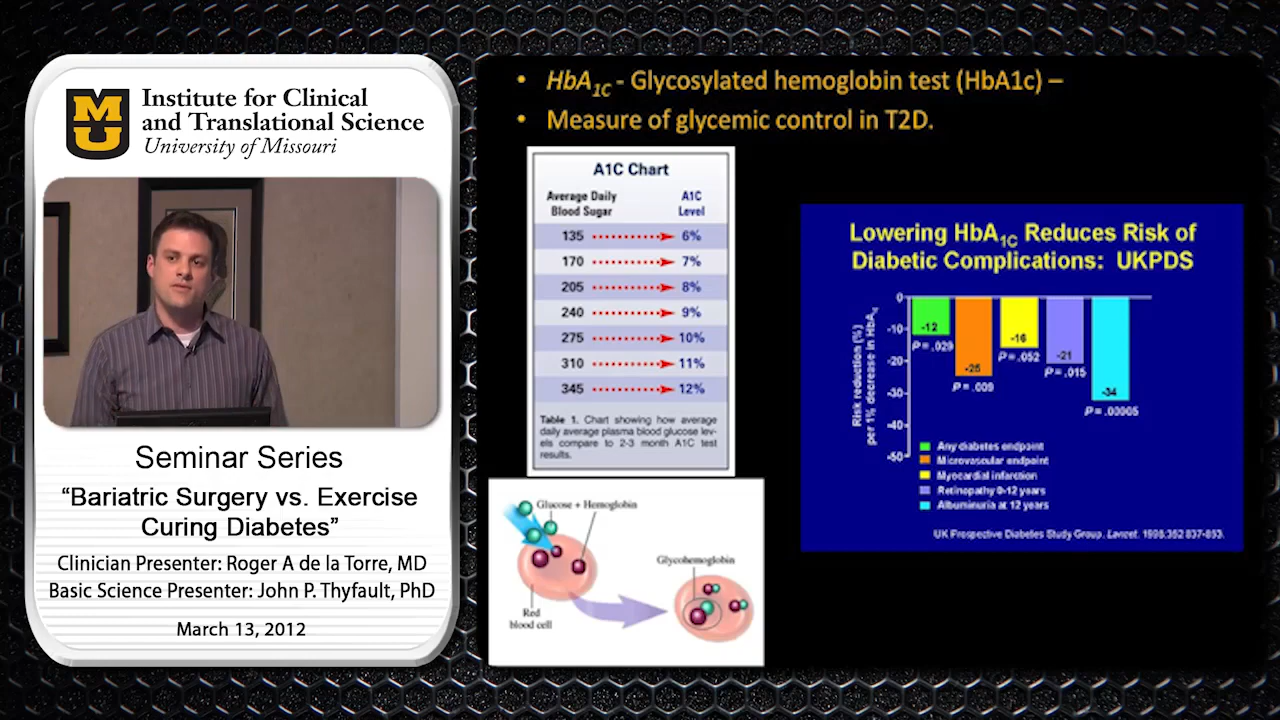 MU
Institute for Clinical
and Translational Science
University of Missouri
Seminar Series
“Bariatric Surgery vs. Exercise
Curing Diabetes”
Clinician Presenter: Roger A de la Torre, MD
Basic Science Presenter: John P. Thyfault, PhD
March 13, 2012
• HbA1C - Glycosylated hemoglobin test (HbA1c) –
• Measure of glycemic control in T2D.
A1C Chart
Average Daily
Blood Sugar
A1C
Level
135 6%
170 7%
205 8%
240 9%
275 10%
310 11%
345 12%
Table 1. Chart showing how average
daily average plasma blood glucose lev-
els compare to 2-3 month A1C test
results.
Glucose + Hemoglobin
Glycohemoglobin
Red
blood cell
Lowering HbA1C Reduces Risk of
Diabetic Complications: UKPDS
Risk reduction (%)
per 1% decrease in HbA1c
0
-10
-20
-30
-40
-50
-12
P = .029
-25
P = .009
-16
P = .052
-21
P = .015
-34
P = .00005
Any diabetes endpoint
Microvascular endpoint
Myocardial infarction
Retinopathy 0-12 years
Albuminuria at 12 years
UK Prospective Diabetes Study Group. Lancet. 1998:352 837-853.